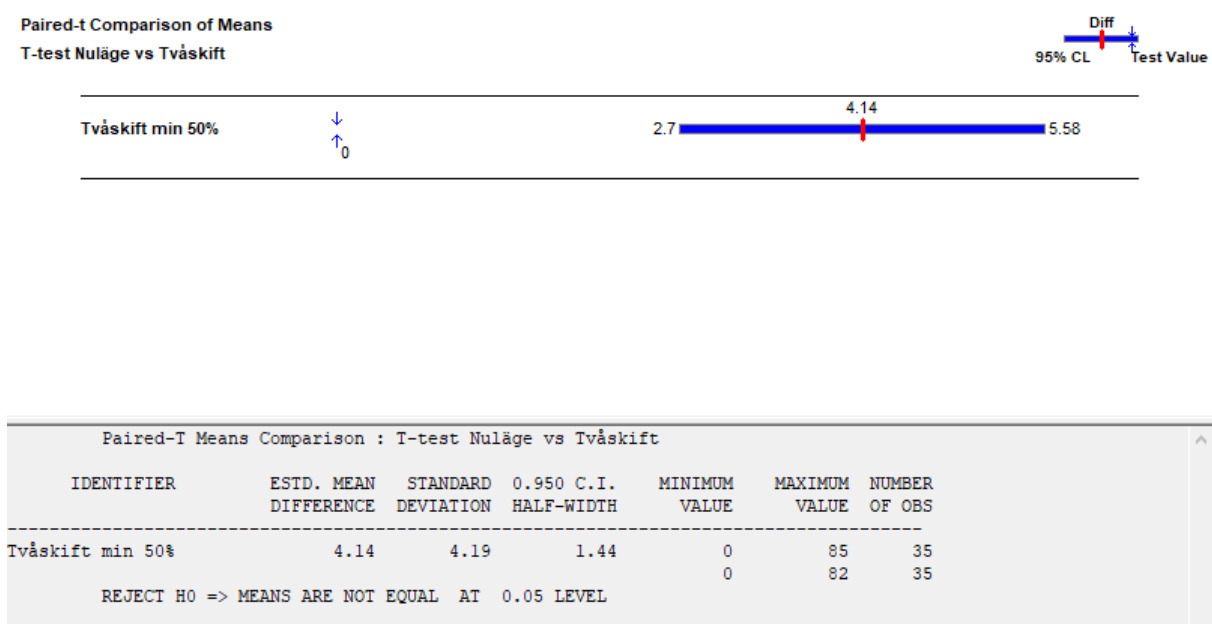 Paired-t Comparison of Means
T-test Nuläge vs Tvåskift
Diff
95% CL Test Value
Tvåskift min 50%
0
2.7
4.14
5.58
Paired-T Means Comparison : T-test Nuläge vs Tvåskift
IDENTIFIER ESTD. MEAN STANDARD 0.950 C.I. MINIMUM MAXIMUM NUMBER
DIFFERENCE DEVIATION HALF-WIDTH VALUE VALUE OF OBS
Tvåskift min 50% 4.14 4.19 1.44 0 85 35
0 82 35
REJECT H0 => MEANS ARE NOT EQUAL AT 0.05 LEVEL